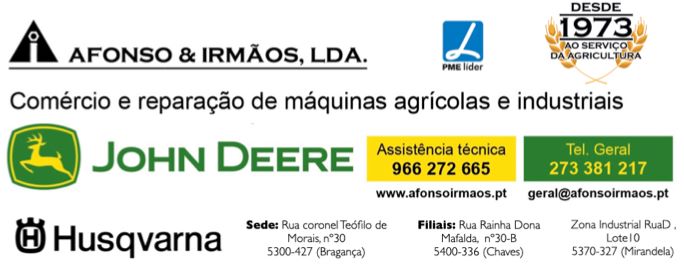 AFONSO & IRMÃOS, LDA.
PME líder
DESDE
1973
AO SERVIÇO
DA AGRICULTURA
Comércio e reparação de máquinas agrícolas e industriais
JOHN DEERE
Assistência técnica
966 272 665
www.afonsoirmaos.pt
Tel. Geral
273 381 217
geral@afonsoirmaos.pt
Husqvarna
Sede: Rua coronel Teófilo de
Morais, nº30
5300-427 (Bragança)
Filiais: Rua Rainha Dona
Mafalda, nº30-B
5400-336 (Chaves)
Zona Industrial RuaD ,
Lote10
5370-327 (Mirandela)